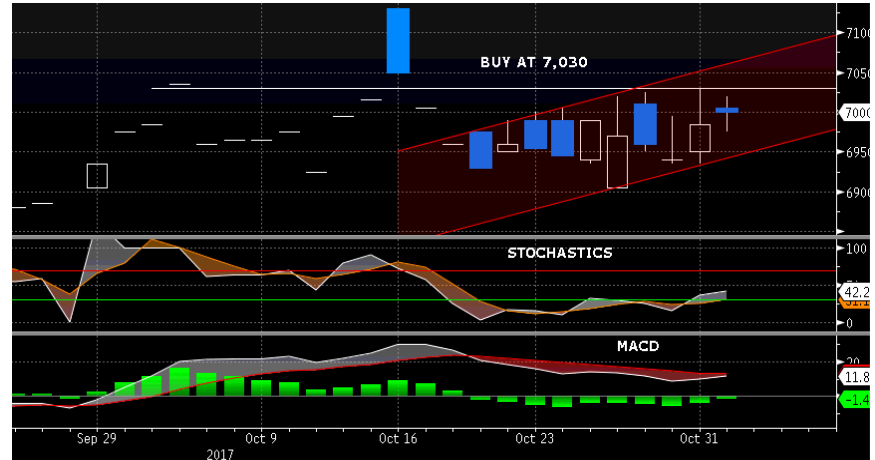 7100
BUY AT 7,030
7050
7000
6950
6900
STOCHASTICS
100
42.2
0
MACD
20
11.8
-1.4
Sep 29
Oct 9
Oct 16
Oct 23
Oct 31
2017